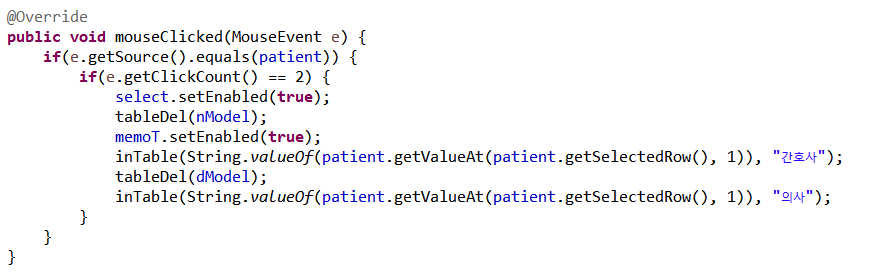 @Override
public void mouseClicked(MouseEvent e) {
    if(e.getSource().equals(patient)) {
        if(e.getClickCount() == 2) {
            select.setEnabled(true);
            tableDel(nModel);
            memoT.setEnabled(true);
            inTable(String.valueOf(patient.getValueAt(patient.getSelectedRow(), 1)), "간호사");
            tableDel(dModel);
            inTable(String.valueOf(patient.getValueAt(patient.getSelectedRow(), 1)), "의사");
        }
    }
}